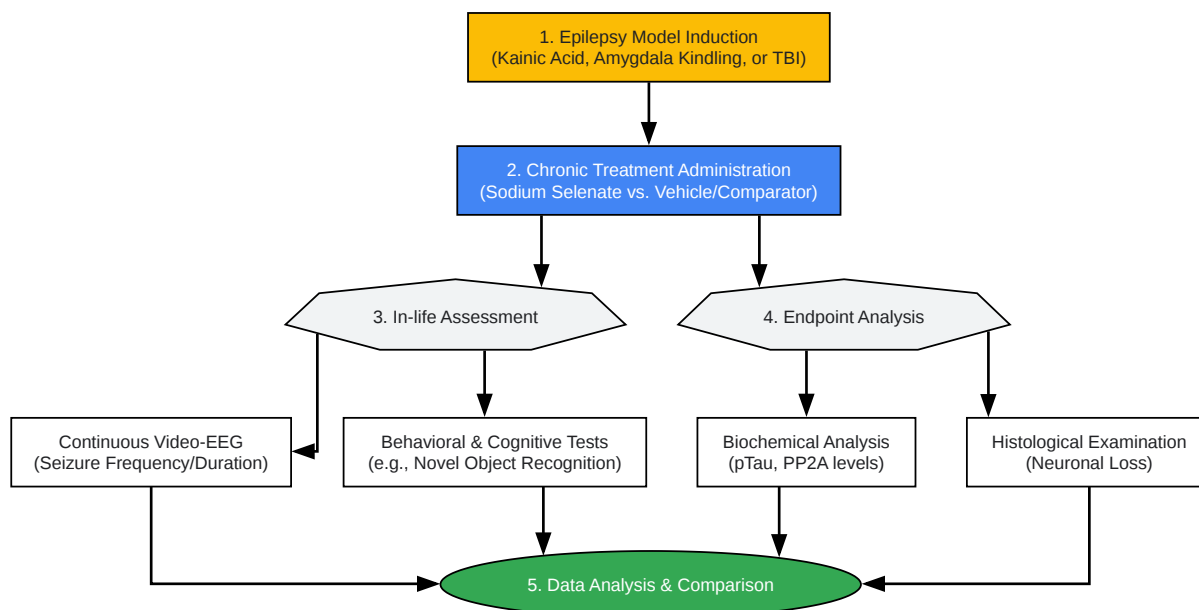 1. Epilepsy Model Induction
(Kainic Acid, Amygdala Kindling, or TBI)
2. Chronic Treatment Administration
(Sodium Selenate vs. Vehicle/Comparator)
3. In-life Assessment
4. Endpoint Analysis
Continuous Video-EEG
(Seizure Frequency/Duration)
Behavioral & Cognitive Tests
(e.g., Novel Object Recognition)
Biochemical Analysis
(pTau, PP2A levels)
Histological Examination
(Neuronal Loss)
5. Data Analysis & Comparison